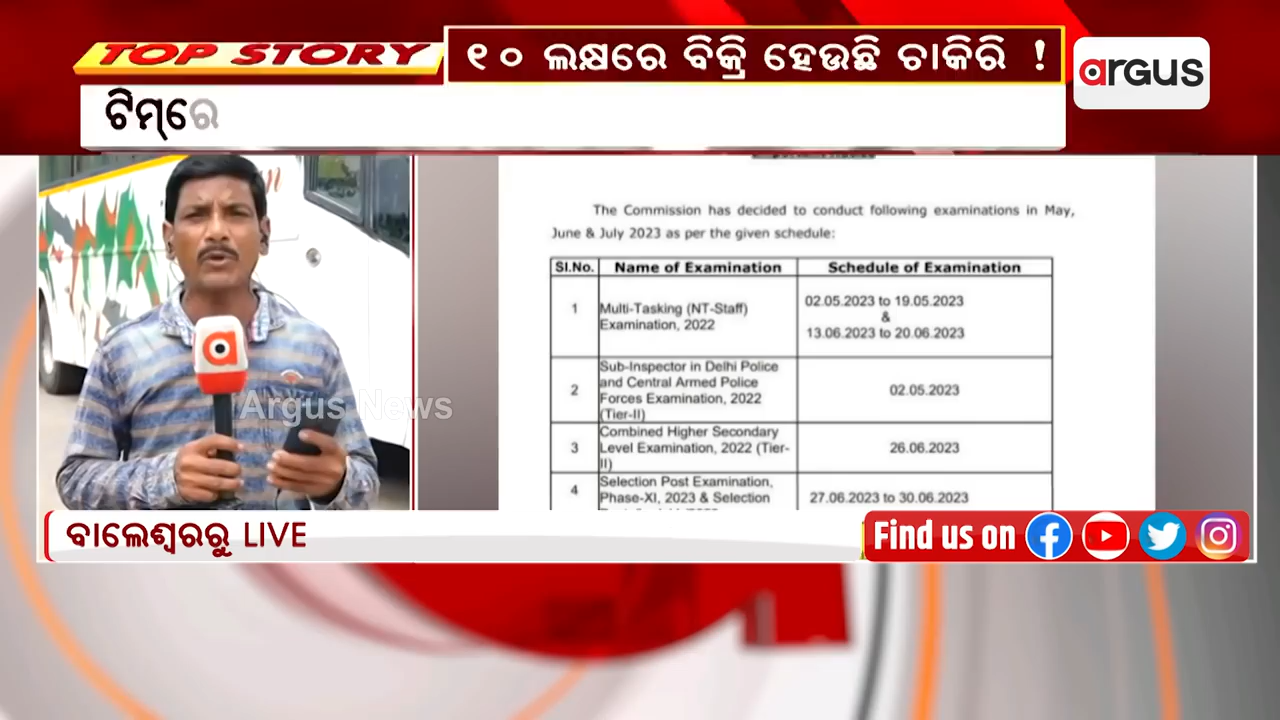 TOP STORY
୧୦ ଲକ୍ଷରେ ବିକ୍ରି ହେଉଛି ଚାକିରି !
argus
ଟିମ୍‌ରେ
The Commission has decided to conduct following examinations in May,
June & July 2023 as per the given schedule:
Sl.No. Name of Examination Schedule of Examination
1 Multi-Tasking (NT-Staff) Examination, 2022 02.05.2023 to 19.05.2023 & 13.06.2023 to 20.06.2023
2 Sub-Inspector in Delhi Police and Central Armed Police Forces Examination, 2022 (Tier-II) 02.05.2023
3 Combined Higher Secondary Level Examination, 2022 (Tier-II) 26.06.2023
4 Selection Post Examination, Phase-XI, 2023 & Selection 27.06.2023 to 30.06.2023
Argus News
ବାଲେଶ୍ୱରରୁ LIVE
Find us on